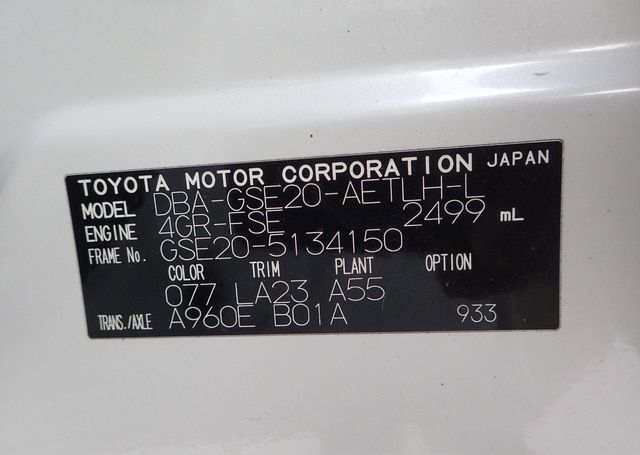 TOYOTA MOTOR CORPORATION JAPAN
MODEL DBA-GSE20-AETLH-L
ENGINE 4GR-FSE 2499 mL
FRAME No. GSE20-5134150
COLOR TRIM PLANT OPTION
077 LA23 A55
TRANS./AXLE A960E B01A 933